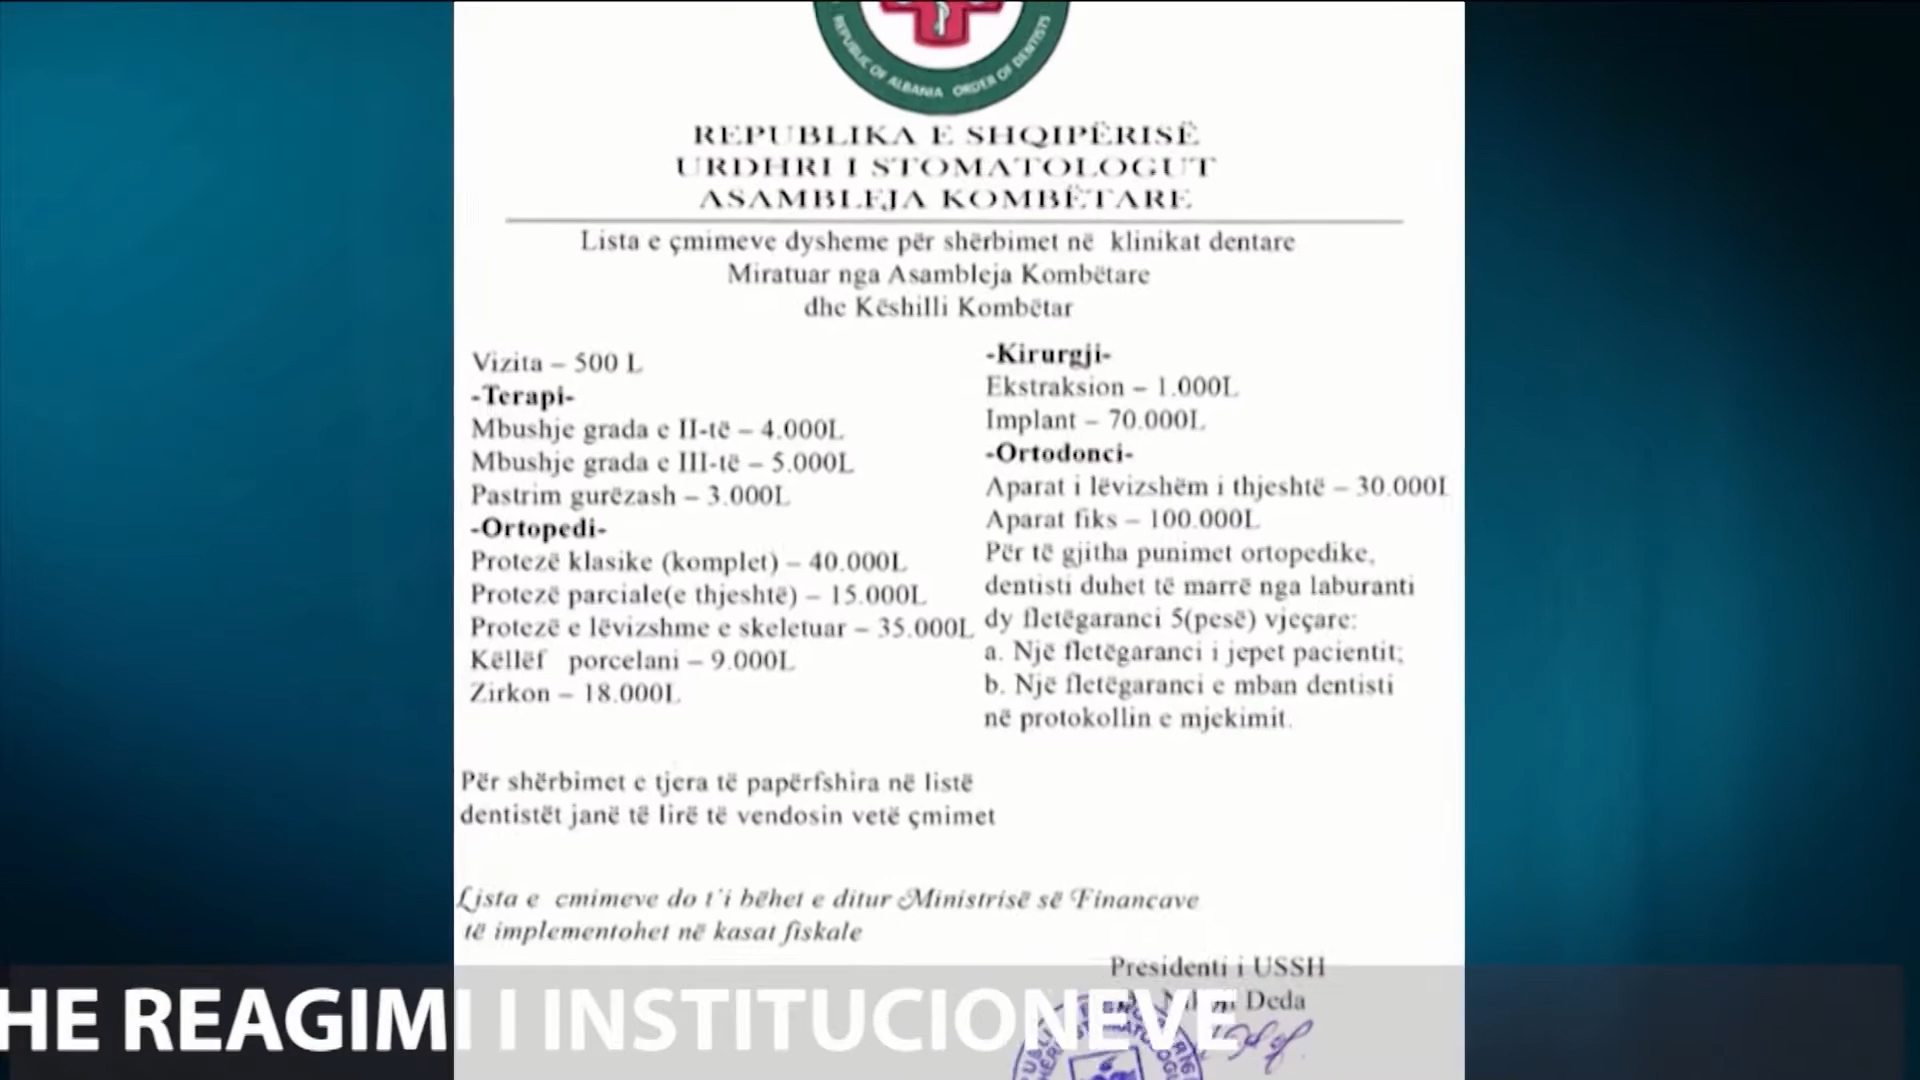 REPUBLIC OF ALBANIA ORDER OF DENTISTS
REPUBLIKA E SHQIPËRISË
URDHRI I STOMATOLOGUT
ASAMBLEJA KOMBËTARE
Lista e çmimeve dysheme për shërbimet në klinikat dentare
Miratuar nga Asambleja Kombëtare
dhe Këshilli Kombëtar
Vizita – 500 L
-Terapi-
Mbushje grada e II-të – 4.000L
Mbushje grada e III-të – 5.000L
Pastrim gurëzash – 3.000L
-Ortopedi-
Protezë klasike (komplet) – 40.000L
Protezë parciale(e thjeshtë) – 15.000L
Protezë e lëvizshme e skeletuar – 35.000L
Këllëf porcelani – 9.000L
Zirkon – 18.000L
-Kirurgji-
Ekstraksion – 1.000L
Implant – 70.000L
-Ortodonci-
Aparat i lëvizshëm i thjeshtë – 30.000L
Aparat fiks – 100.000L
Për të gjitha punimet ortopedike,
dentisti duhet të marrë nga laburanti
dy fletëgaranci 5(pesë) vjeçare:
a. Një fletëgaranci i jepet pacientit;
b. Një fletëgaranci e mban dentisti
në protokollin e mjekimit.
Për shërbimet e tjera të papërfshira në listë
dentistët janë të lirë të vendosin vetë çmimet
Lista e cmimeve do t'i bëhet e ditur Ministrisë së Financave
të implementohet në kasat fiskale
Presidenti i USSH
Deda
HE REAGIMI I INSTITUCIONEVE